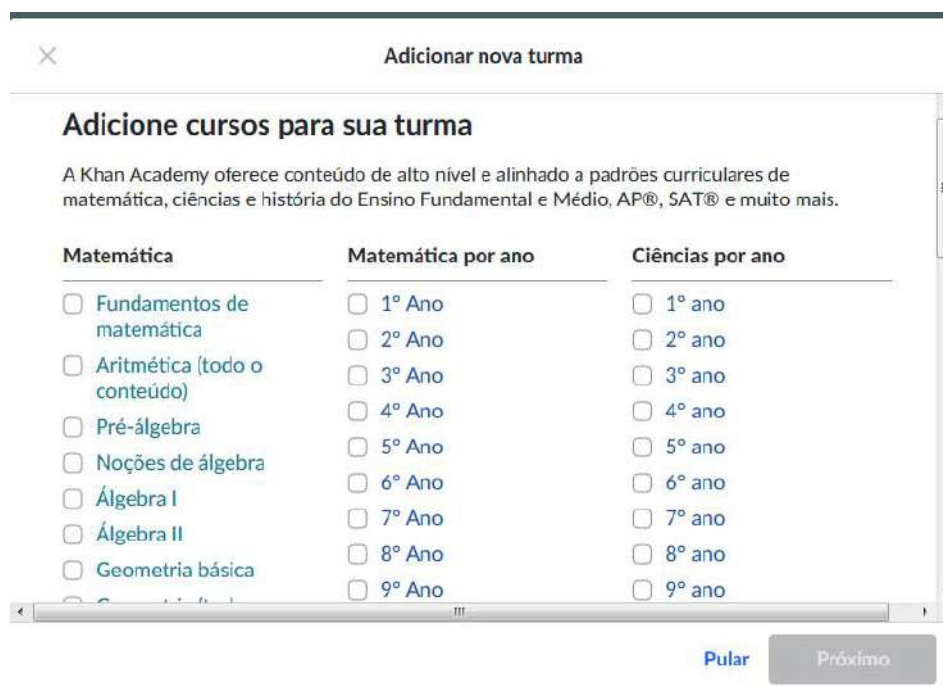 Adicionar nova turma
Adicione cursos para sua turma
A Khan Academy oferece conteúdo de alto nível e alinhado a padrões curriculares de
matemática, ciências e história do Ensino Fundamental e Médio, AP®, SAT® e muito mais.
Matemática
Fundamentos de
matemática
Aritmética (todo o
conteúdo)
Pré-álgebra
Noções de álgebra
Álgebra I
Álgebra II
Geometria básica
Matemática por ano
1º Ano
2º Ano
3º Ano
4º Ano
5º Ano
6º Ano
7º Ano
8º Ano
9º Ano
Ciências por ano
1º ano
2º ano
3º ano
4º ano
5º ano
6º ano
7º ano
8º ano
9º ano
Pular
Próximo